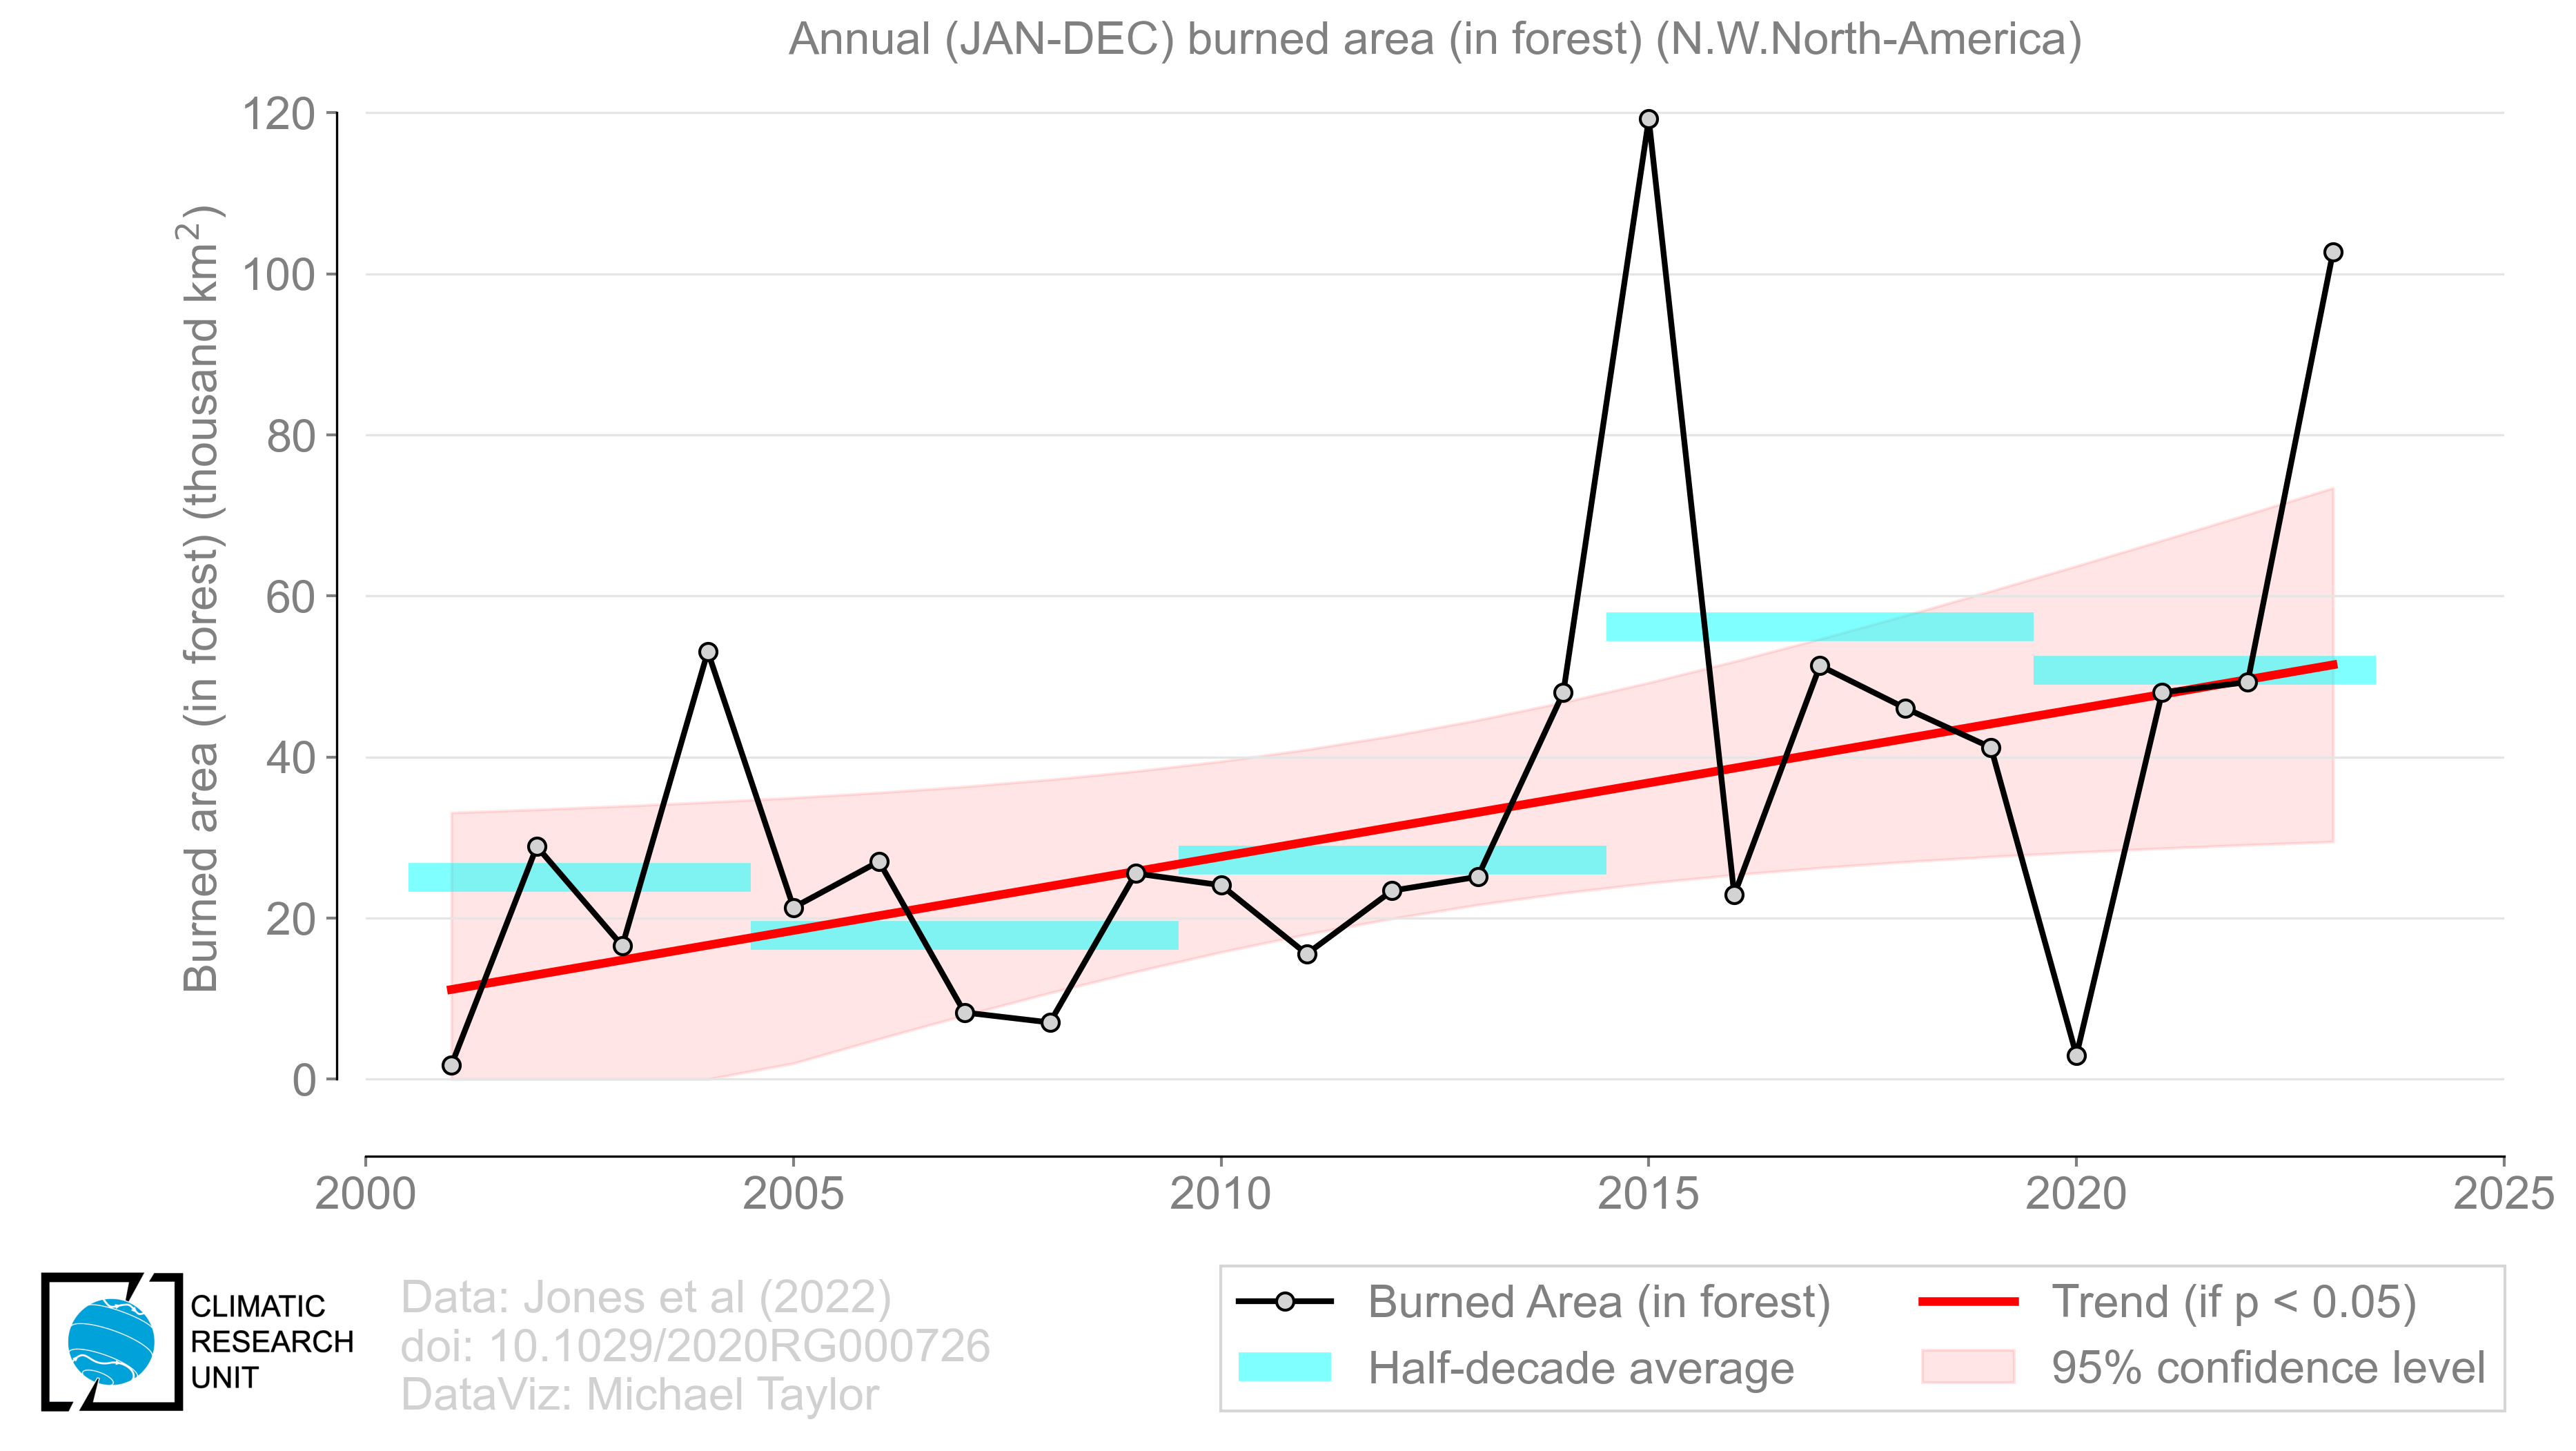 Annual (JAN-DEC) burned area (in forest) (N.W.North-America)
Burned area (in forest) (thousand km²)
120
100
80
60
40
20
0
2000
2005
2010
2015
2020
2025
CLIMATIC
RESEARCH
UNIT
Data: Jones et al (2022)
doi: 10.1029/2020RG000726
DataViz: Michael Taylor
Burned Area (in forest)
Half-decade average
Trend (if p < 0.05)
95% confidence level